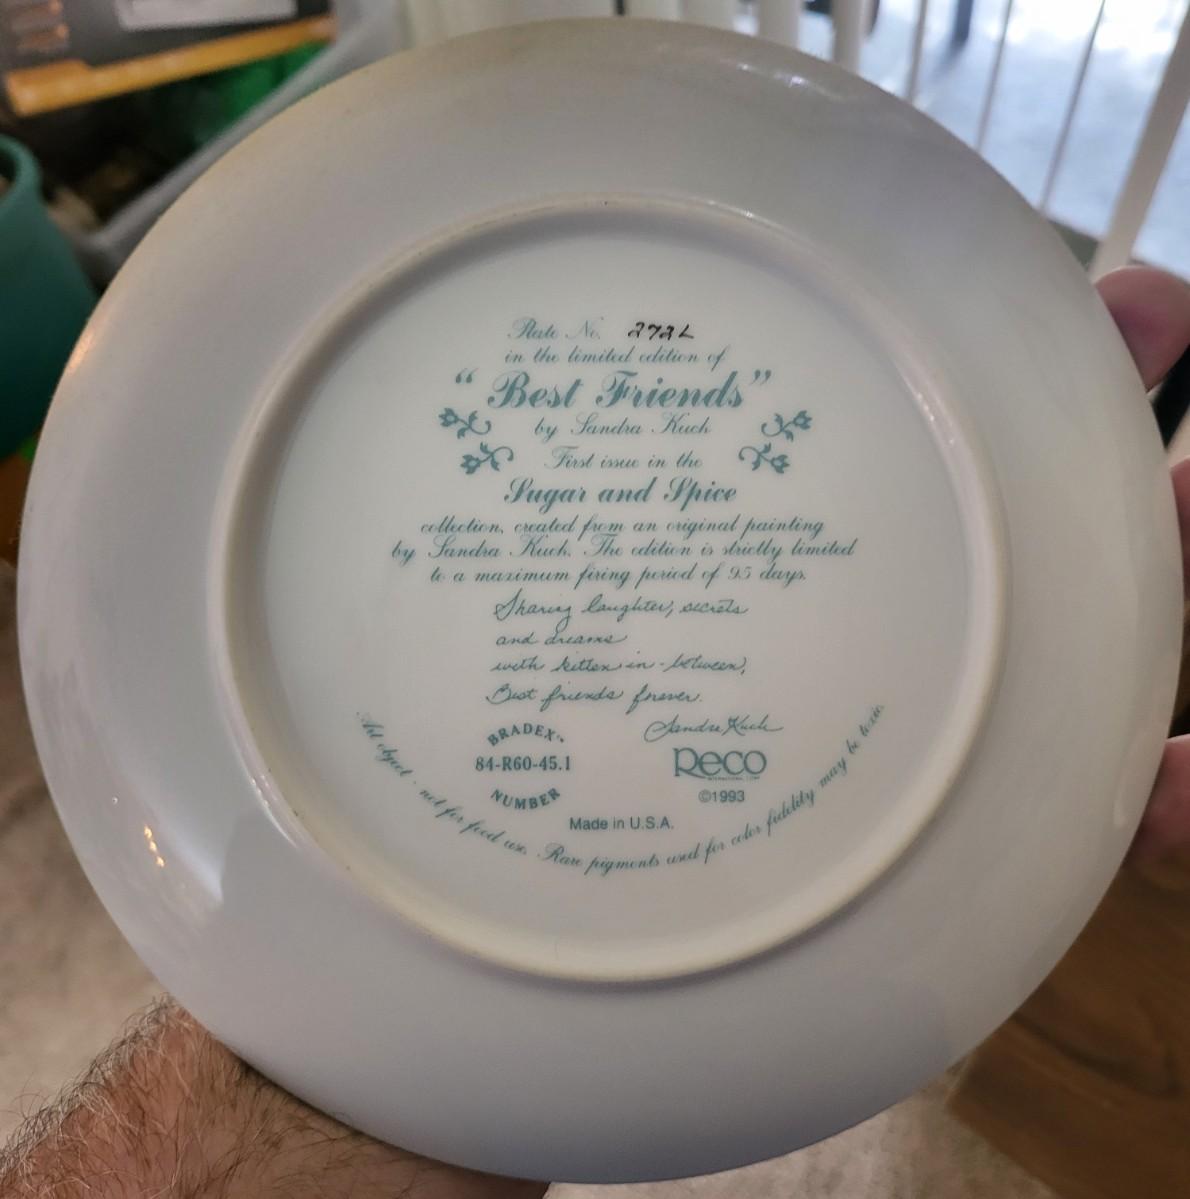 Plate No. 272L
in the limited edition of
"Best Friends"
by Sandra Kuck
First issue in the
Sugar and Spice
collection, created from an original painting
by Sandra Kuck. The edition is strictly limited
to a maximum firing period of 95 days.
Sharing laughter, secrets
and dreams
with kitten in-between,
Best friends forever.
Sandra Kuck
BRADEX
84-R60-45.1
NUMBER
Reco
INTERNATIONAL CORP.
©1993
Made in U.S.A.
Art object - not for food use. Rare pigments used for color fidelity may be toxic.